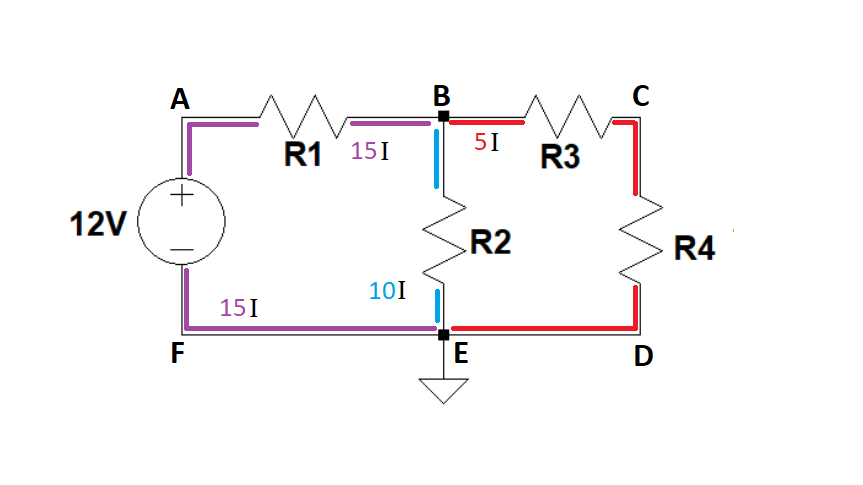 A
B
C
R1
15I
5I
R3
12V
+
−
R2
R4
10I
15I
F
E
D